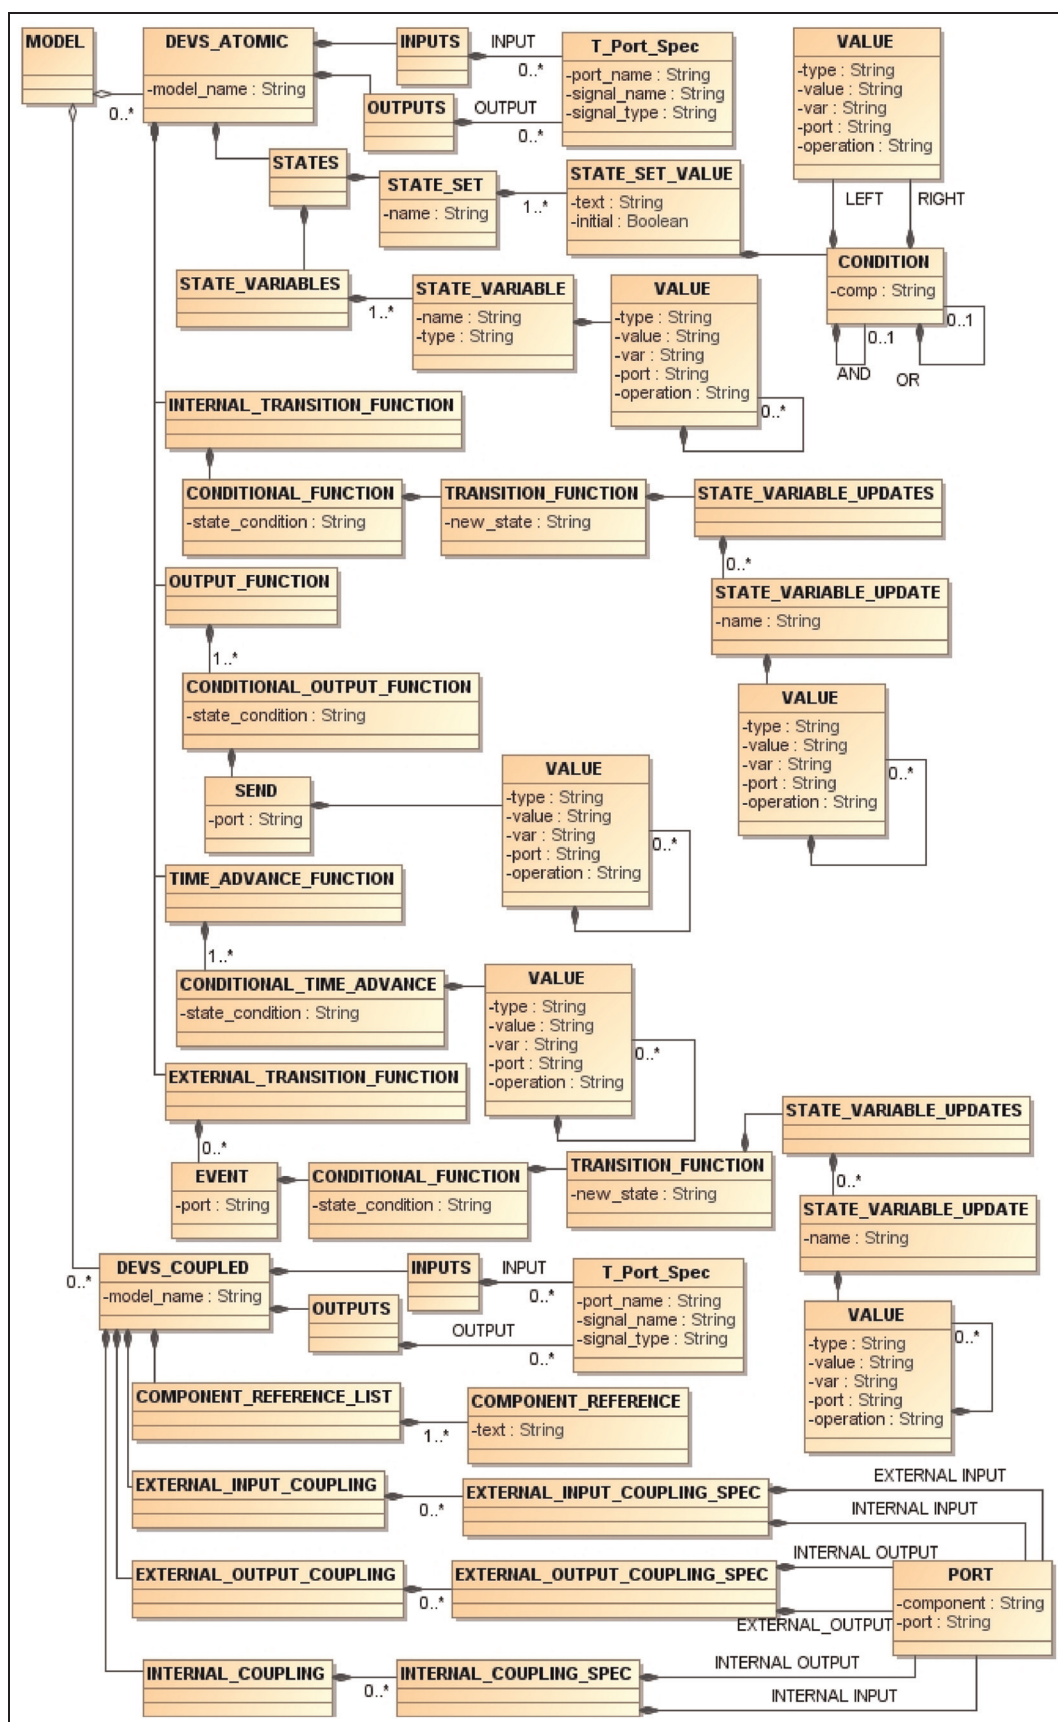 MODEL
DEVS_ATOMIC
-model_name : String
0..*
INPUTS
INPUT
0..*
OUTPUTS
OUTPUT
0..*
T_Port_Spec
-port_name : String
-signal_name : String
-signal_type : String
VALUE
-type : String
-value : String
-var : String
-port : String
-operation : String
LEFT
RIGHT
STATES
STATE_SET
-name : String
1..*
STATE_SET_VALUE
-text : String
-initial : Boolean
CONDITION
-comp : String
0..1
0..1
AND
OR
STATE_VARIABLES
1..*
STATE_VARIABLE
-name : String
-type : String
VALUE
-type : String
-value : String
-var : String
-port : String
-operation : String
0..*
INTERNAL_TRANSITION_FUNCTION
CONDITIONAL_FUNCTION
-state_condition : String
TRANSITION_FUNCTION
-new_state : String
STATE_VARIABLE_UPDATES
0..*
STATE_VARIABLE_UPDATE
-name : String
VALUE
-type : String
-value : String
-var : String
-port : String
-operation : String
0..*
OUTPUT_FUNCTION
1..*
CONDITIONAL_OUTPUT_FUNCTION
-state_condition : String
SEND
-port : String
VALUE
-type : String
-value : String
-var : String
-port : String
-operation : String
0..*
TIME_ADVANCE_FUNCTION
1..*
CONDITIONAL_TIME_ADVANCE
-state_condition : String
VALUE
-type : String
-value : String
-var : String
-port : String
-operation : String
0..*
EXTERNAL_TRANSITION_FUNCTION
0..*
EVENT
-port : String
CONDITIONAL_FUNCTION
-state_condition : String
TRANSITION_FUNCTION
-new_state : String
STATE_VARIABLE_UPDATES
0..*
STATE_VARIABLE_UPDATE
-name : String
VALUE
-type : String
-value : String
-var : String
-port : String
-operation : String
0..*
0..*
DEVS_COUPLED
-model_name : String
INPUTS
INPUT
0..*
OUTPUTS
OUTPUT
0..*
T_Port_Spec
-port_name : String
-signal_name : String
-signal_type : String
COMPONENT_REFERENCE_LIST
1..*
COMPONENT_REFERENCE
-text : String
EXTERNAL_INPUT_COUPLING
0..*
EXTERNAL_INPUT_COUPLING_SPEC
EXTERNAL INPUT
INTERNAL INPUT
EXTERNAL_OUTPUT_COUPLING
0..*
EXTERNAL_OUTPUT_COUPLING_SPEC
INTERNAL OUTPUT
EXTERNAL_OUTPUT
PORT
-component : String
-port : String
INTERNAL_COUPLING
0..*
INTERNAL_COUPLING_SPEC
INTERNAL OUTPUT
INTERNAL INPUT